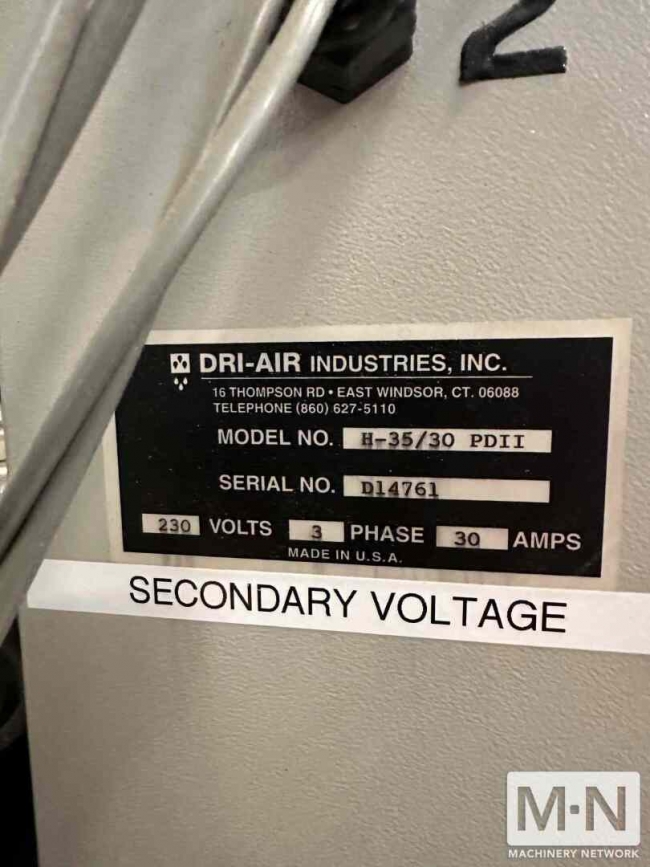 2
DRI-AIR INDUSTRIES, INC.
16 THOMPSON RD • EAST WINDSOR, CT. 06088
TELEPHONE (860) 627-5110
MODEL NO. H-35/30 PDII
SERIAL NO. D14761
230 VOLTS 3 PHASE 30 AMPS
MADE IN U.S.A.
SECONDARY VOLTAGE
M·N
MACHINERY NETWORK